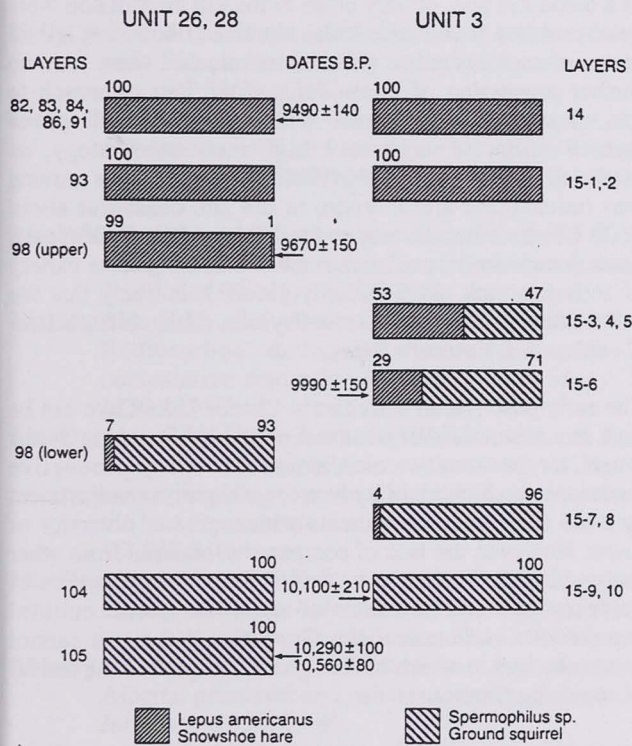 UNIT 26, 28 UNIT 3
LAYERS DATES B.P. LAYERS
82, 83, 84,
86, 91
100
9490±140
100
14
93
100
100
15-1,-2
98 (upper)
99 1
9670±150
53 47
15-3, 4, 5
9990±150
29 71
15-6
98 (lower)
7 93
4 96
15-7, 8
104
100
10,100±210
100
15-9, 10
105
100
10,290±100
10,560±80
Lepus americanus
Snowshoe hare
Spermophilus sp.
Ground squirrel